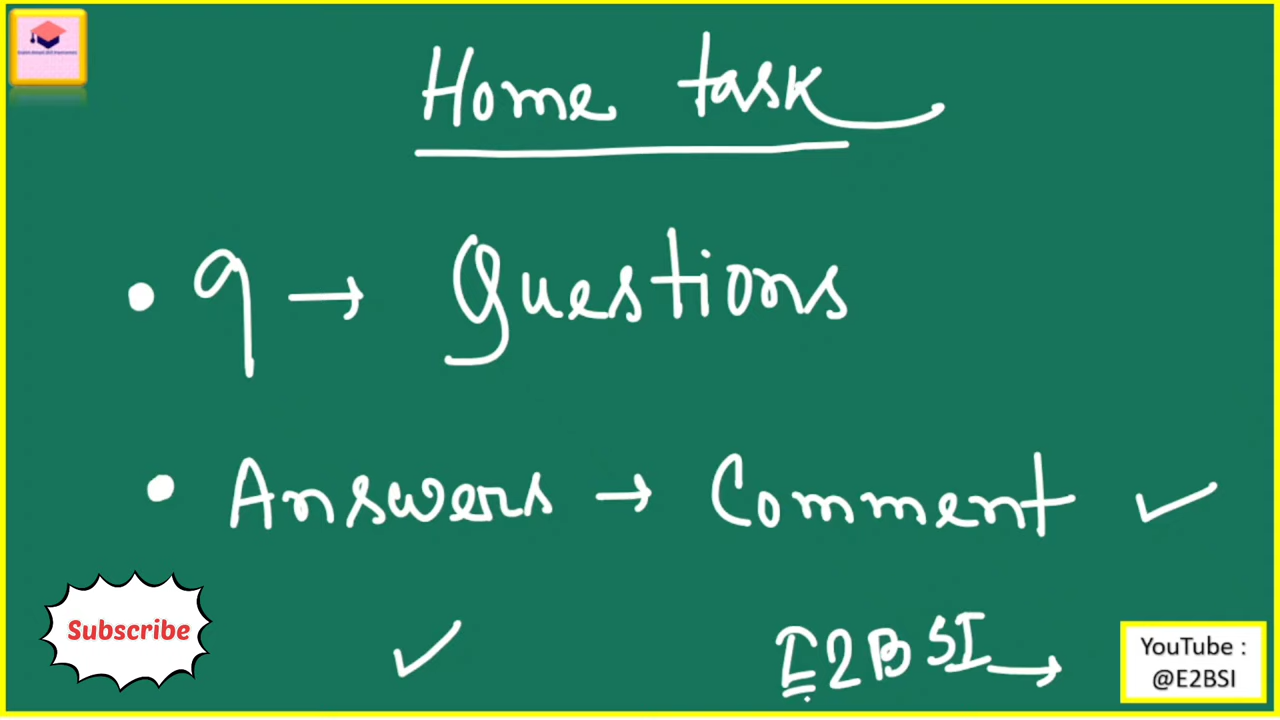 Home task
• 9 → Questions
• Answers → Comment ✓
Subscribe
✓
E2BSI →
YouTube :
@E2BSI